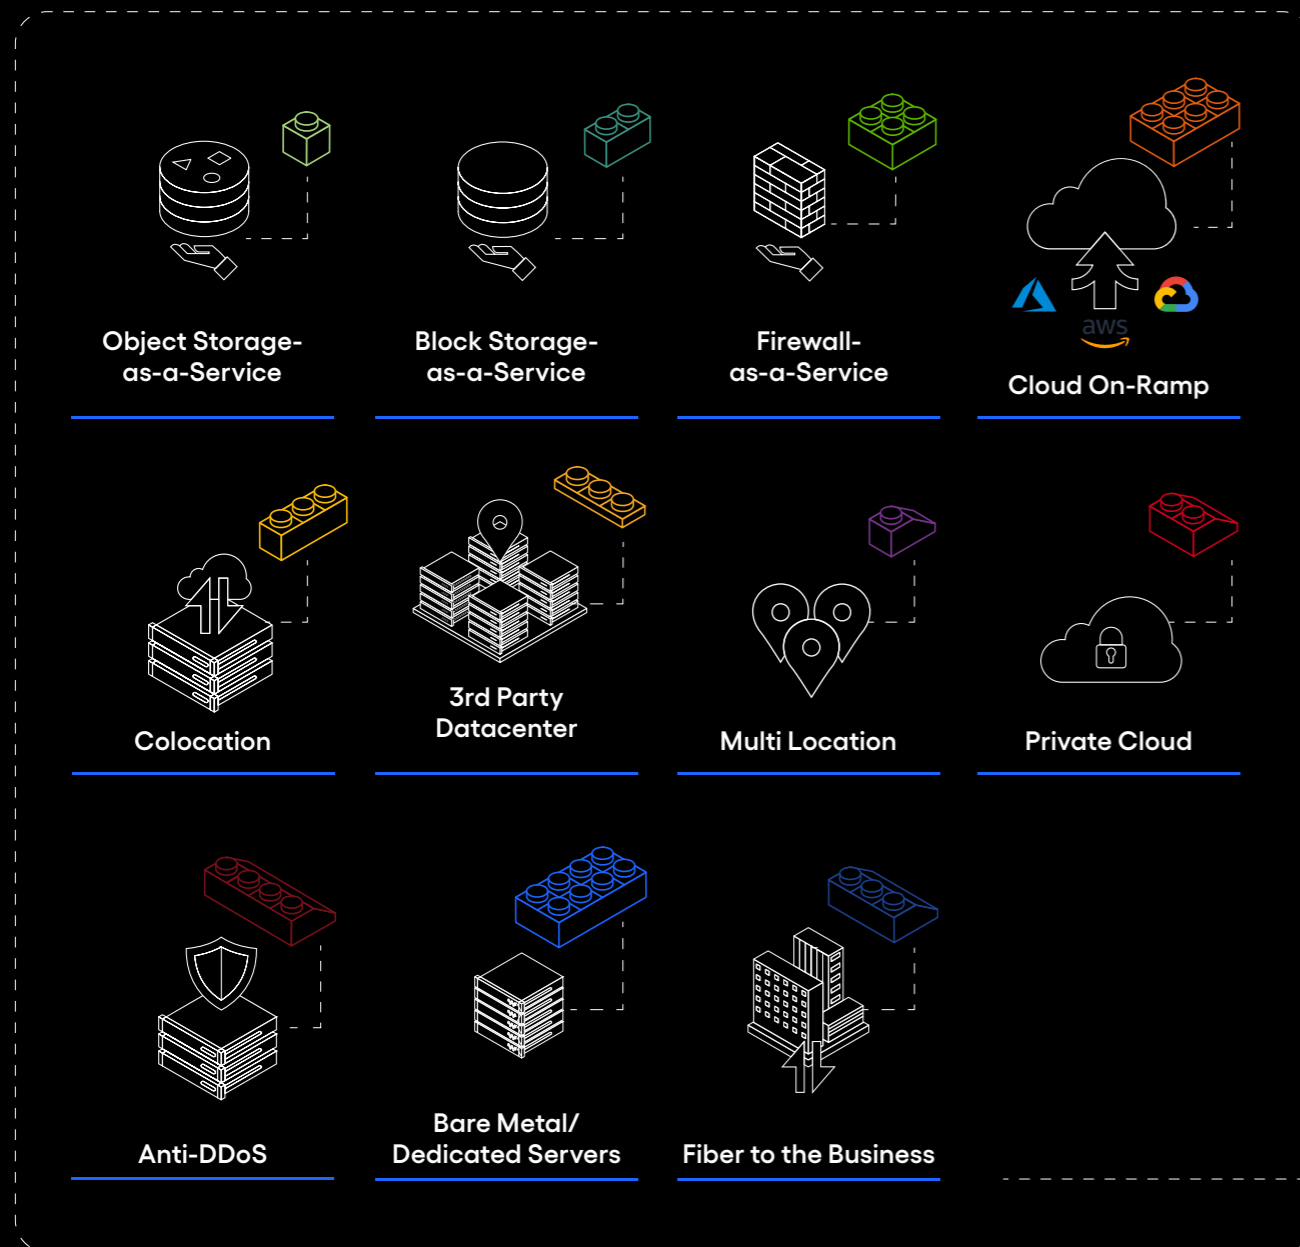 Object Storage-
as-a-Service
Block Storage-
as-a-Service
Firewall-
as-a-Service
aws
Cloud On-Ramp
Colocation
3rd Party
Datacenter
Multi Location
Private Cloud
Anti-DDoS
Bare Metal/
Dedicated Servers
Fiber to the Business